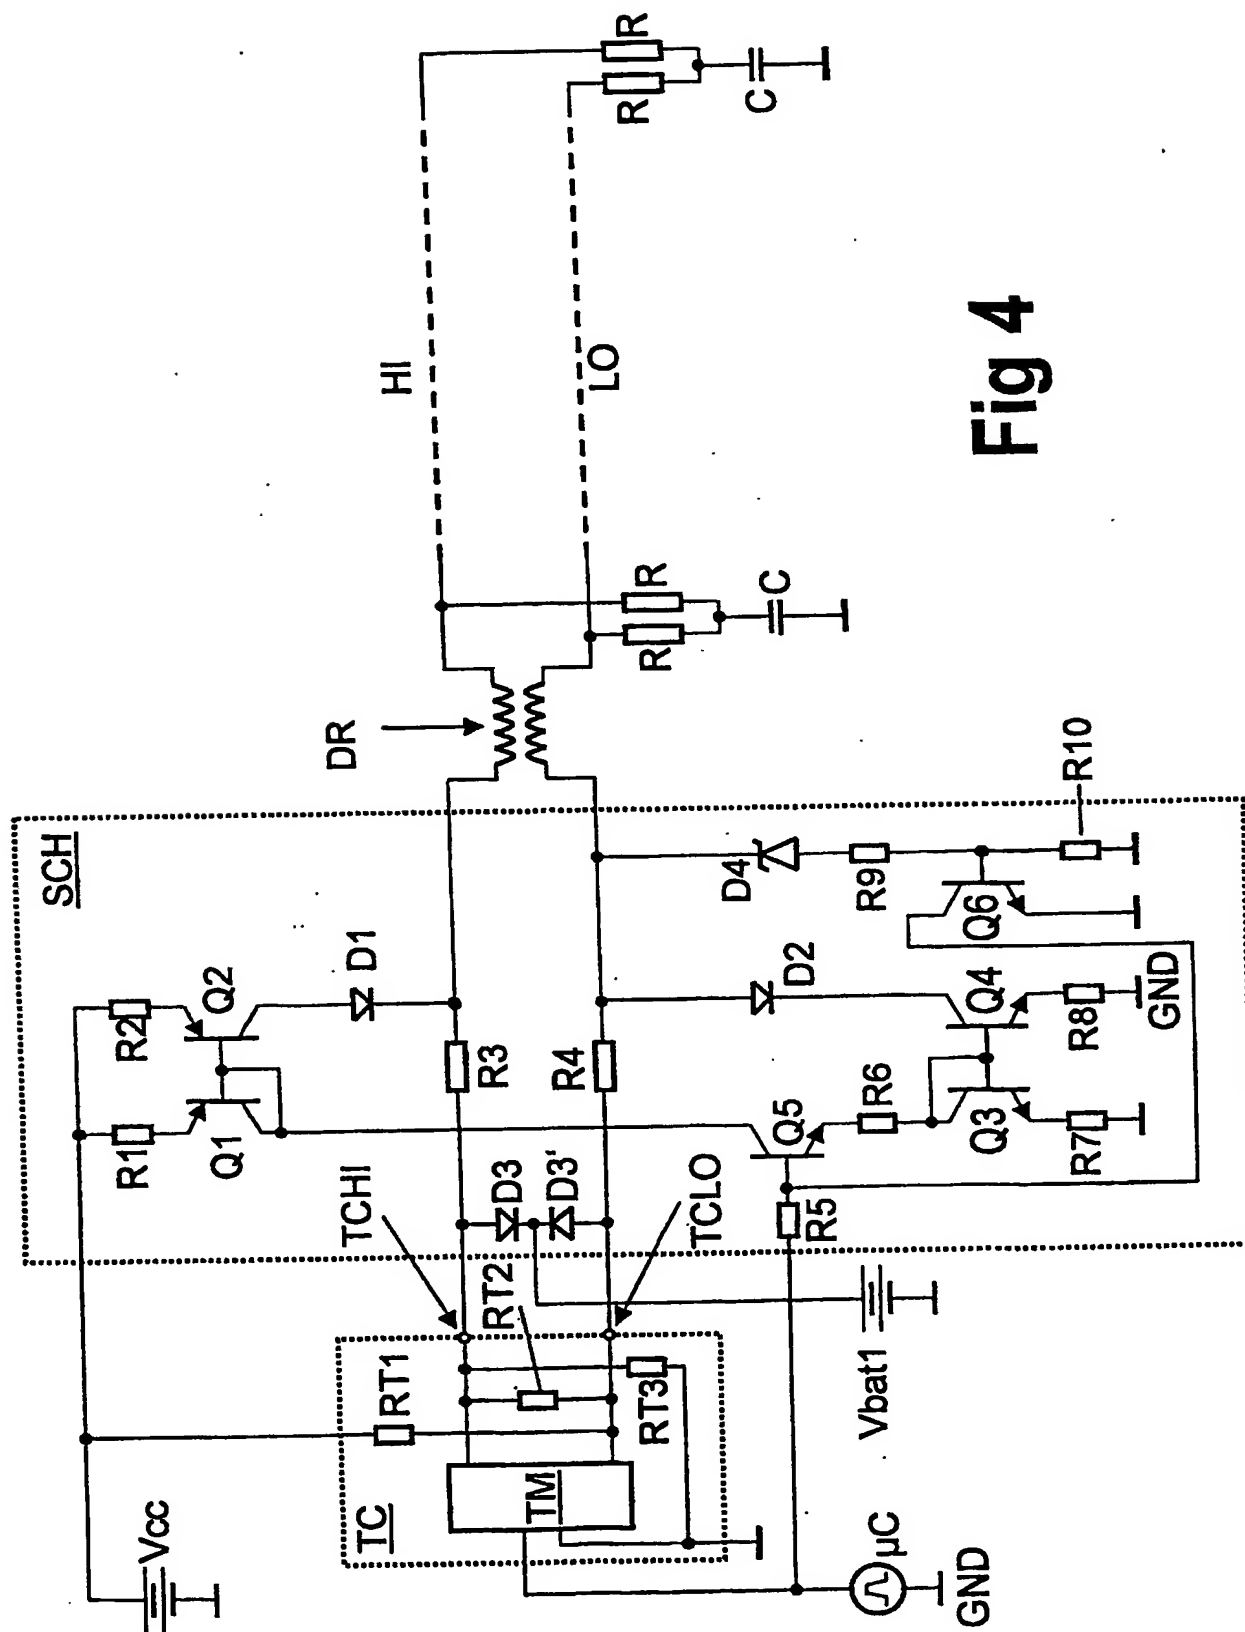 Vcc
TC
TM
RT1
RT2
RT3
TCHI
TCLO
Vbat1
µC
GND
SCH
R1
R2
Q1
Q2
D1
R3
R4
D3
D3'
D2
D4
R5
Q5
R6
Q3
Q4
R7
R8
GND
R9
Q6
R10
DR
HI
LO
R
R
C
R
R
C
Fig 4